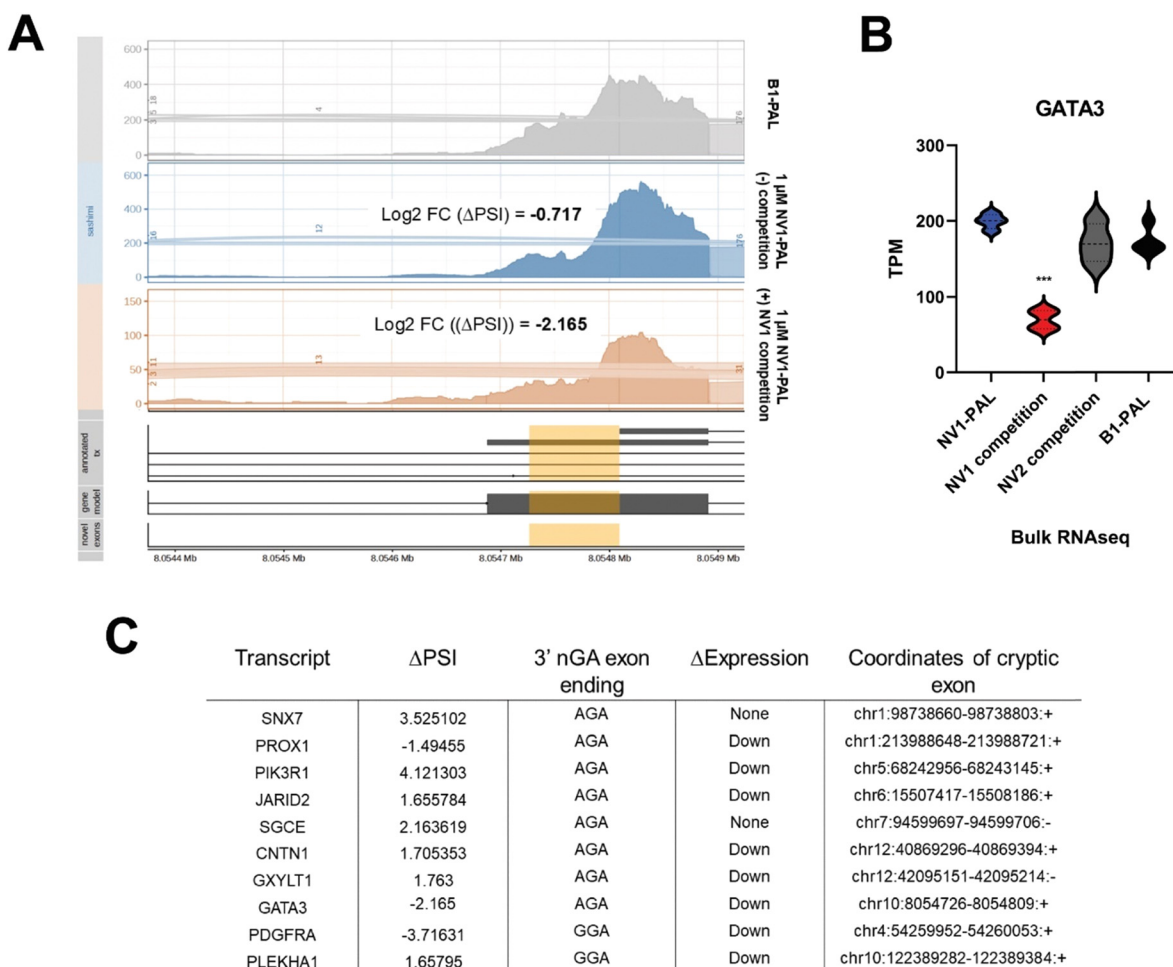 A
B
GATA3
600
400
200
0
3 5 18
4
176
B1-PAL
sashimi
600
400
200
0
16
12
176
Log2 FC (ΔPSI) = -0.717
1 µM NV1-PAL
(-) competition
150
100
50
0
2 3 11
13
31
Log2 FC ((ΔPSI)) = -2.165
1 µM NV1-PAL
(+) NV1 competition
annotated
tx
gene
model
novel
exons
8.0544 Mb 8.0545 Mb 8.0546 Mb 8.0547 Mb 8.0548 Mb 8.0549 Mb
TPM
300
200
100
0
***
NV1-PAL
NV1 competition
NV2 competition
B1-PAL
Bulk RNAseq
C
Transcript ΔPSI 3' nGA exon ΔExpression Coordinates of cryptic
ending exon
SNX7 3.525102 AGA None chr1:98738660-98738803:+
PROX1 -1.49455 AGA Down chr1:213988648-213988721:+
PIK3R1 4.121303 AGA Down chr5:68242956-68243145:+
JARID2 1.655784 AGA Down chr6:15507417-15508186:+
SGCE 2.163619 AGA None chr7:94599697-94599706:-
CNTN1 1.705353 AGA Down chr12:40869296-40869394:+
GXYLT1 1.763 AGA Down chr12:42095151-42095214:-
GATA3 -2.165 AGA Down chr10:8054726-8054809:+
PDGFRA -3.71631 GGA Down chr4:54259952-54260053:+
PLEKHA1 1.65795 GGA Down chr10:122389282-122389384:+